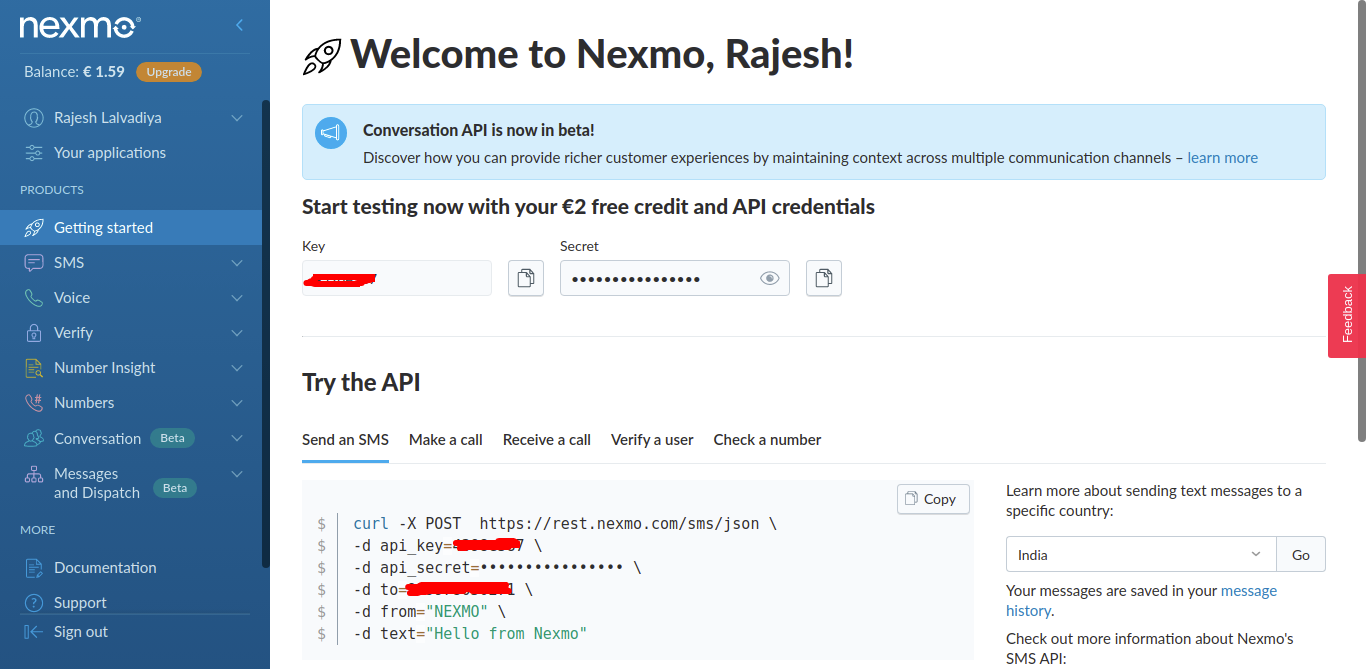 nexmo
Balance: € 1.59 Upgrade
Rajesh Lalvadiya
Your applications
PRODUCTS
Getting started
SMS
Voice
Verify
Number Insight
Numbers
Conversation Beta
Messages
and Dispatch Beta
MORE
Documentation
Support
Sign out
Welcome to Nexmo, Rajesh!
Conversation API is now in beta!
Discover how you can provide richer customer experiences by maintaining context across multiple communication channels – learn more
Start testing now with your €2 free credit and API credentials
Key Secret
••••••••••••••••
Try the API
Send an SMS Make a call Receive a call Verify a user Check a number
Copy
$ curl -X POST https://rest.nexmo.com/sms/json \
$ -d api_key= \
$ -d api_secret=•••••••••••••••• \
$ -d to= \
$ -d from="NEXMO" \
$ -d text="Hello from Nexmo"
Learn more about sending text messages to a
specific country:
India Go
Your messages are saved in your message
history.
Check out more information about Nexmo's
SMS API:
Feedback